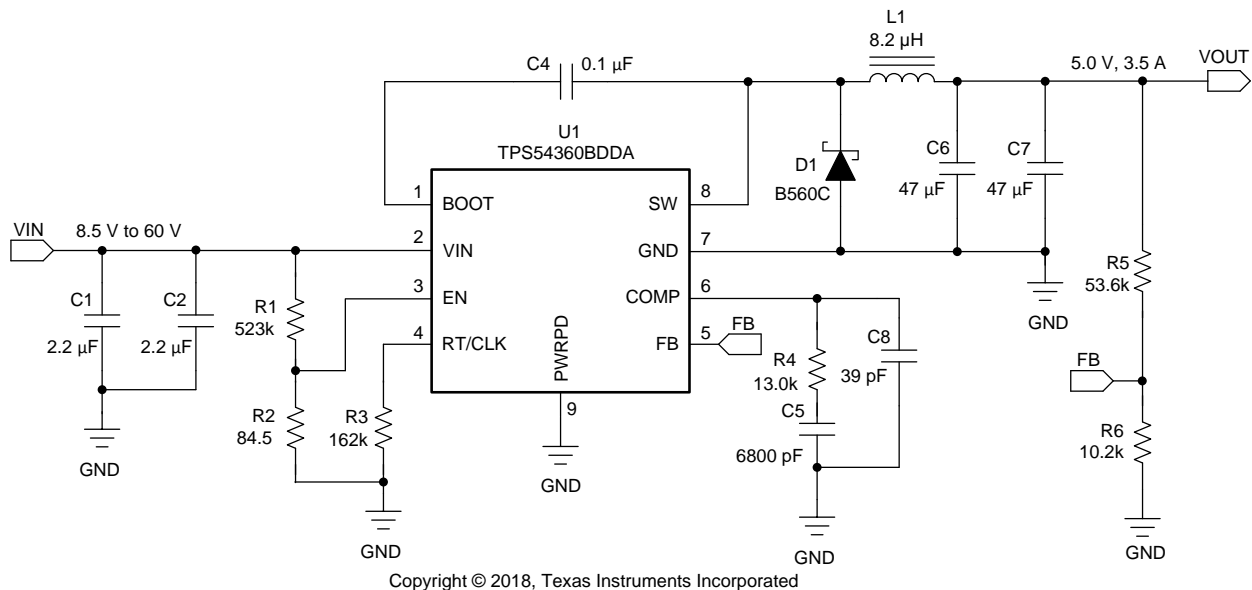 L1
8.2 µH
C4
0.1 µF
5.0 V, 3.5 A
VOUT
U1
TPS54360BDDA
D1
B560C
C6
47 µF
C7
47 µF
1
BOOT
SW
8
VIN
8.5 V to 60 V
2
VIN
GND
7
3
EN
COMP
6
4
RT/CLK
FB
5
FB
PWRPD
9
C1
2.2 µF
C2
2.2 µF
R1
523k
R2
84.5
R3
162k
R4
13.0k
C8
39 pF
C5
6800 pF
R5
53.6k
FB
R6
10.2k
GND
GND
GND
GND
GND
GND
Copyright © 2018, Texas Instruments Incorporated